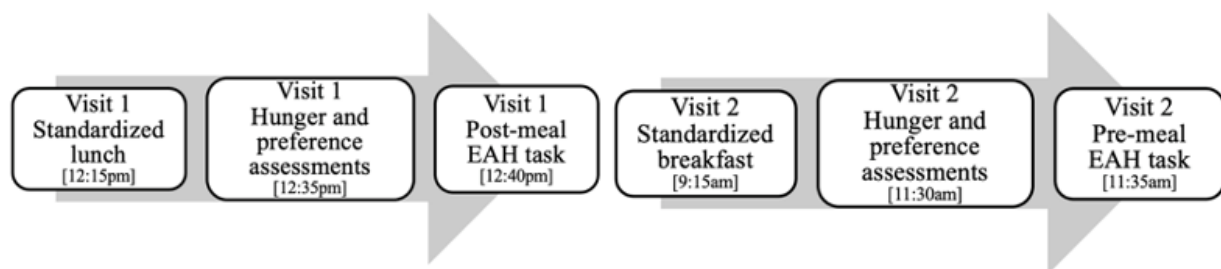 Visit 1
Standardized
lunch
[12:15pm]
Visit 1
Hunger and
preference
assessments
[12:35pm]
Visit 1
Post-meal
EAH task
[12:40pm]
Visit 2
Standardized
breakfast
[9:15am]
Visit 2
Hunger and
preference
assessments
[11:30am]
Visit 2
Pre-meal
EAH task
[11:35am]